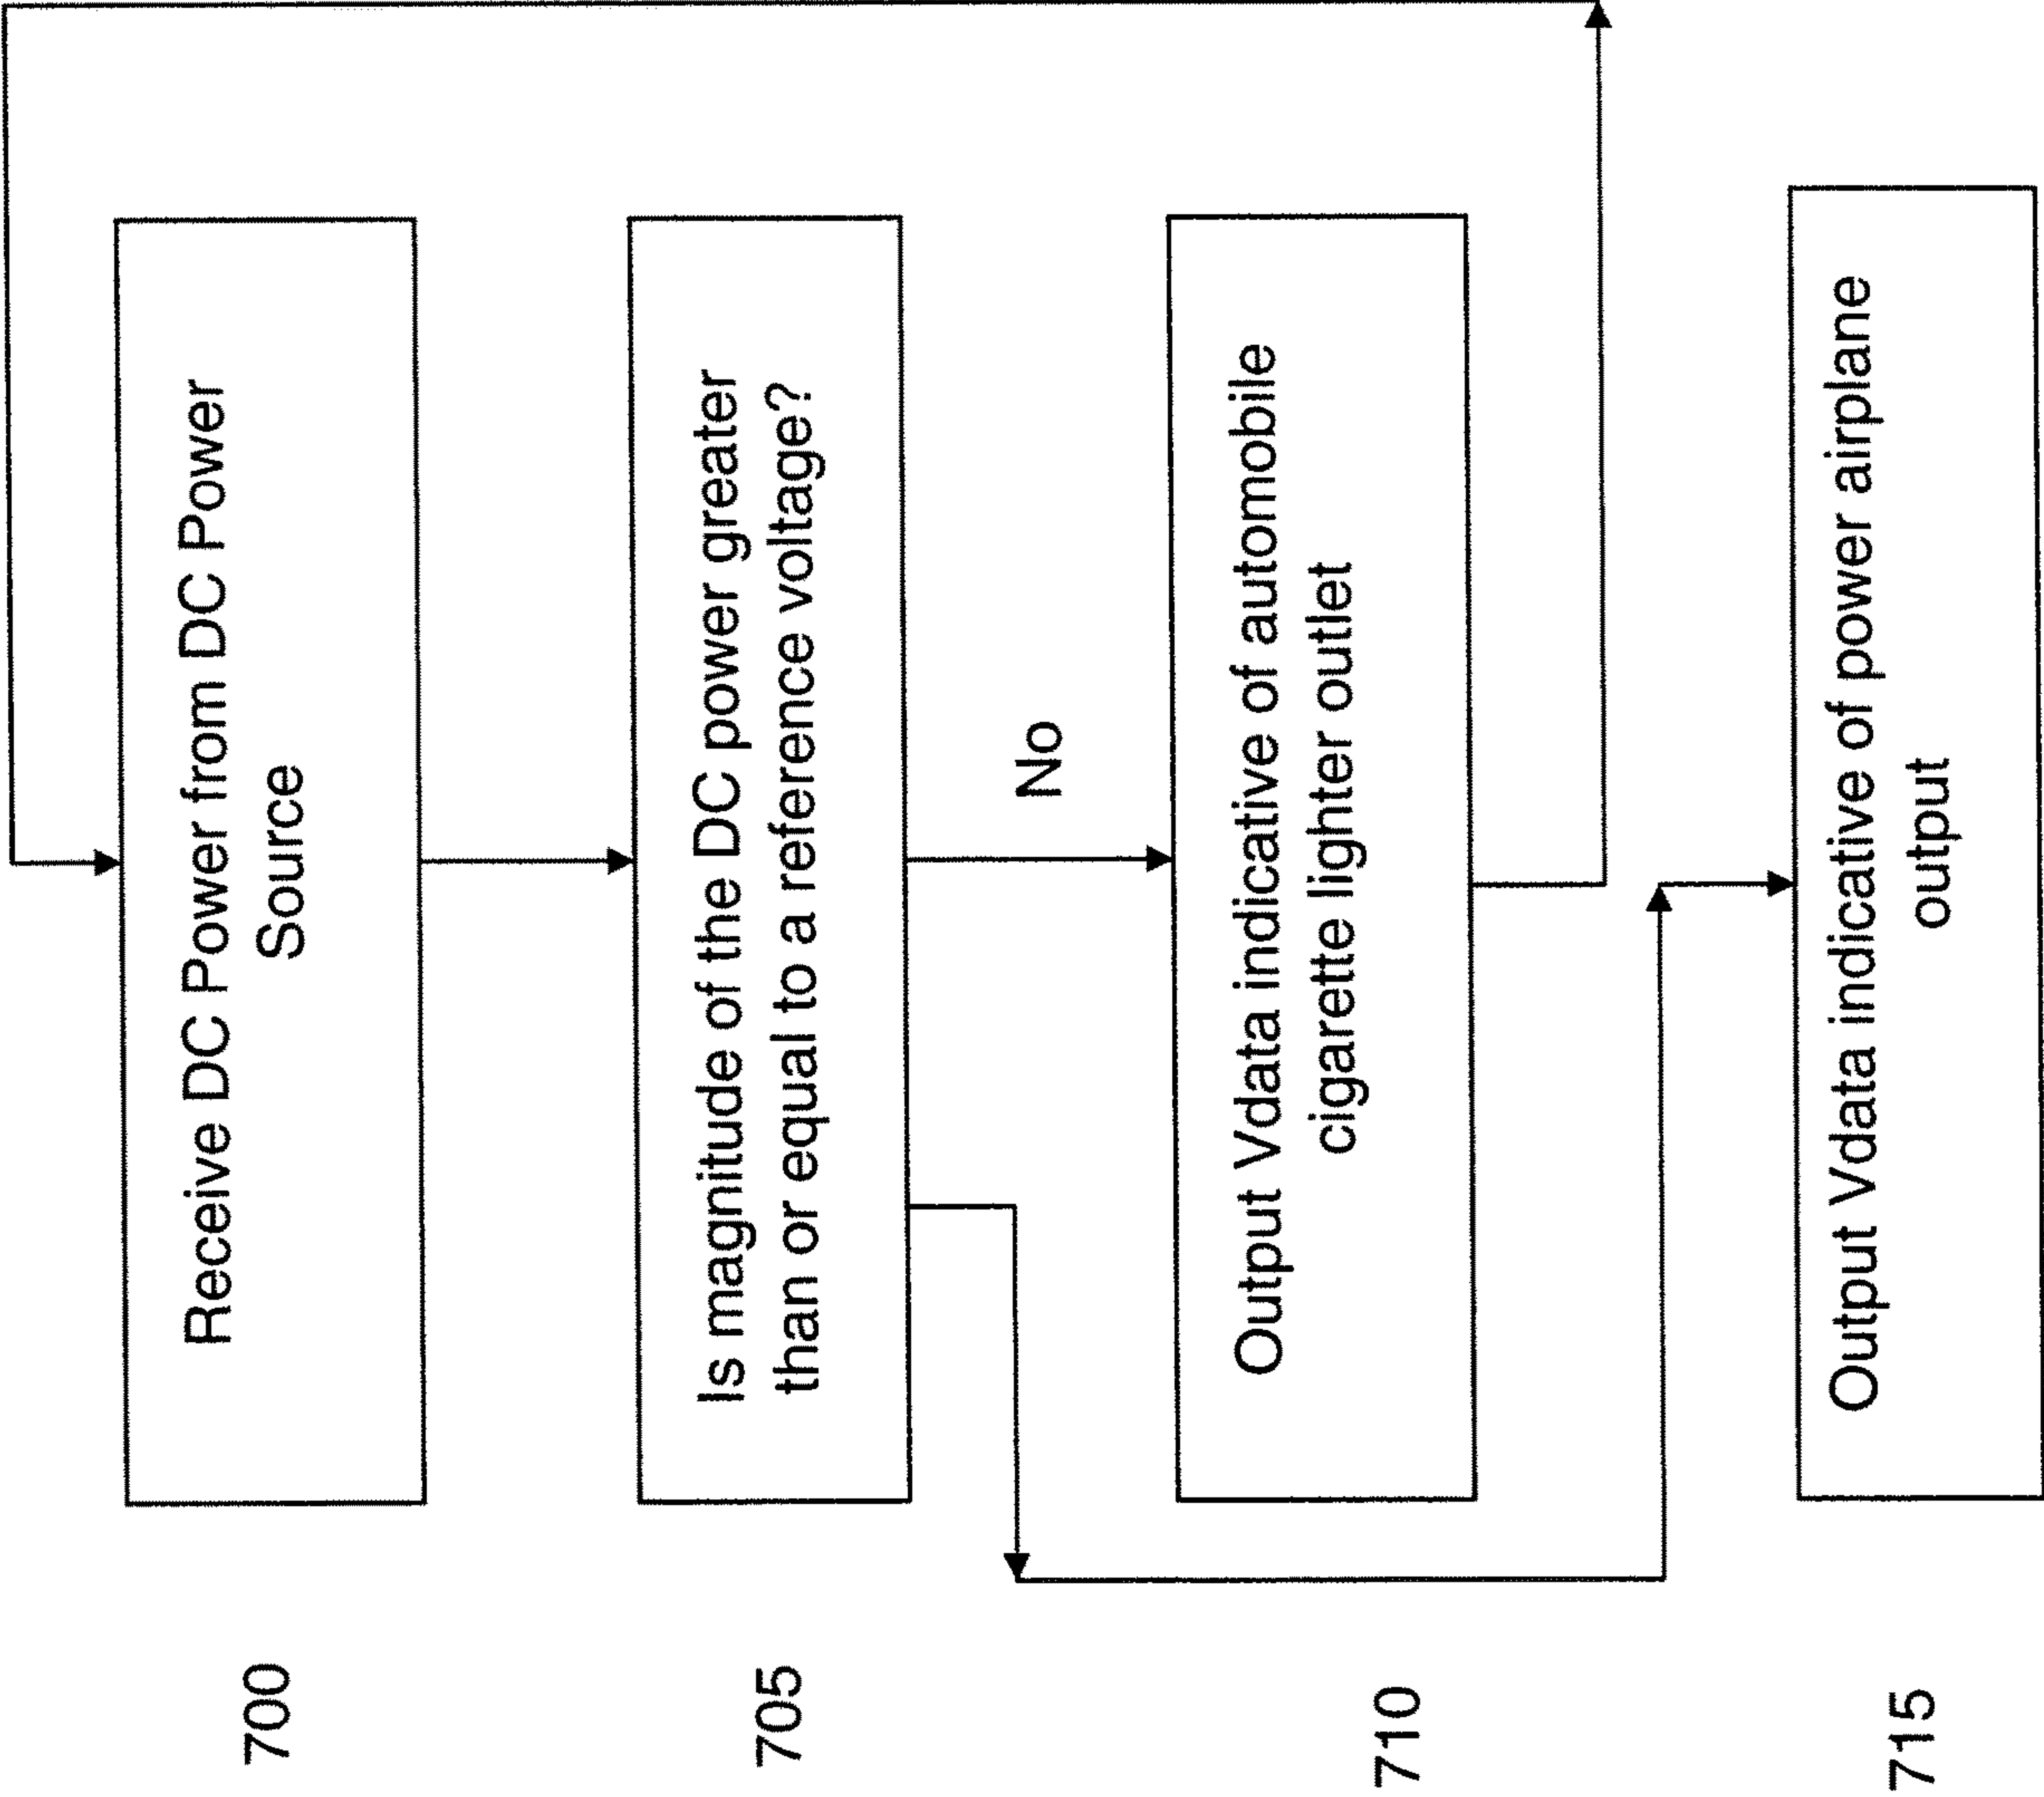 700
Receive DC Power from DC Power
Source
705
Is magnitude of the DC power greater
than or equal to a reference voltage?
No
710
Output Vdata indicative of automobile
cigarette lighter outlet
715
Output Vdata indicative of power airplane
output